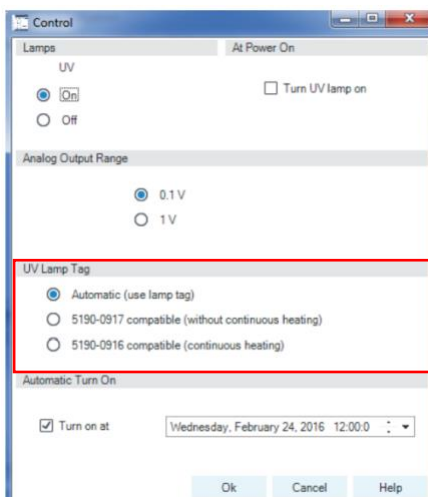 Control
Lamps
At Power On
UV
On
Turn UV lamp on
Off
Analog Output Range
0.1 V
1 V
UV Lamp Tag
Automatic (use lamp tag)
5190-0917 compatible (without continuous heating)
5190-0916 compatible (continuous heating)
Automatic Turn On
Turn on at
Wednesday, February 24, 2016 12:00:0
Ok Cancel Help